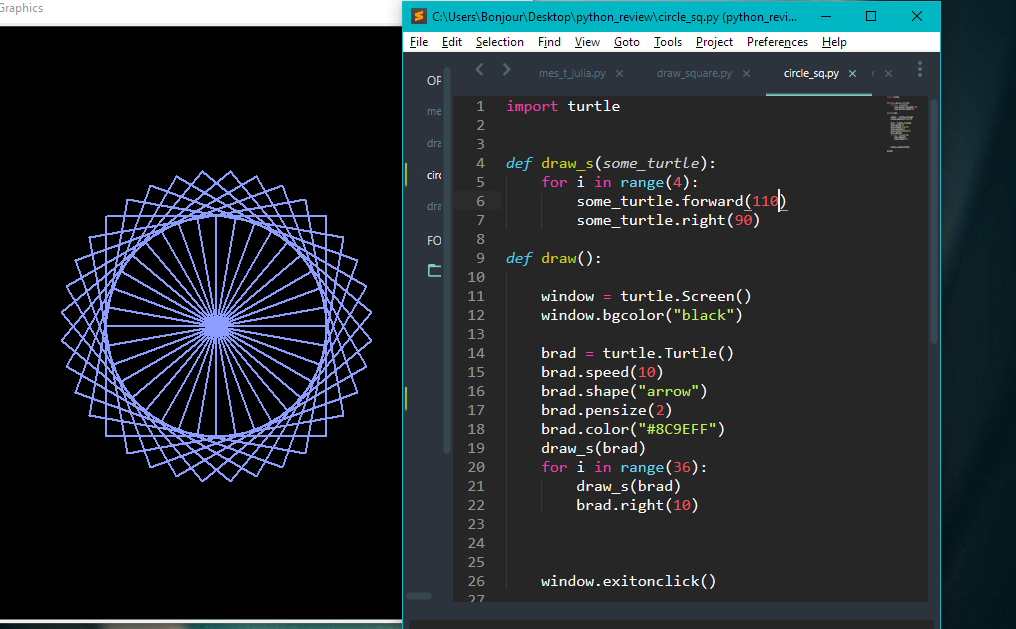 Graphics
C:\Users\Bonjour\Desktop\python_review\circle_sq.py (python_revi...
File Edit Selection Find View Goto Tools Project Preferences Help
mes_t_julia.py × draw_square.py × circle_sq.py × ×
OP
me
dra
circ
dra
FO
1 import turtle
2
3
4 def draw_s(some_turtle):
5 for i in range(4):
6 some_turtle.forward(110)
7 some_turtle.right(90)
8
9 def draw():
10
11 window = turtle.Screen()
12 window.bgcolor("black")
13
14 brad = turtle.Turtle()
15 brad.speed(10)
16 brad.shape("arrow")
17 brad.pensize(2)
18 brad.color("#8C9EFF")
19 draw_s(brad)
20 for i in range(36):
21 draw_s(brad)
22 brad.right(10)
23
24
25
26 window.exitonclick()
27